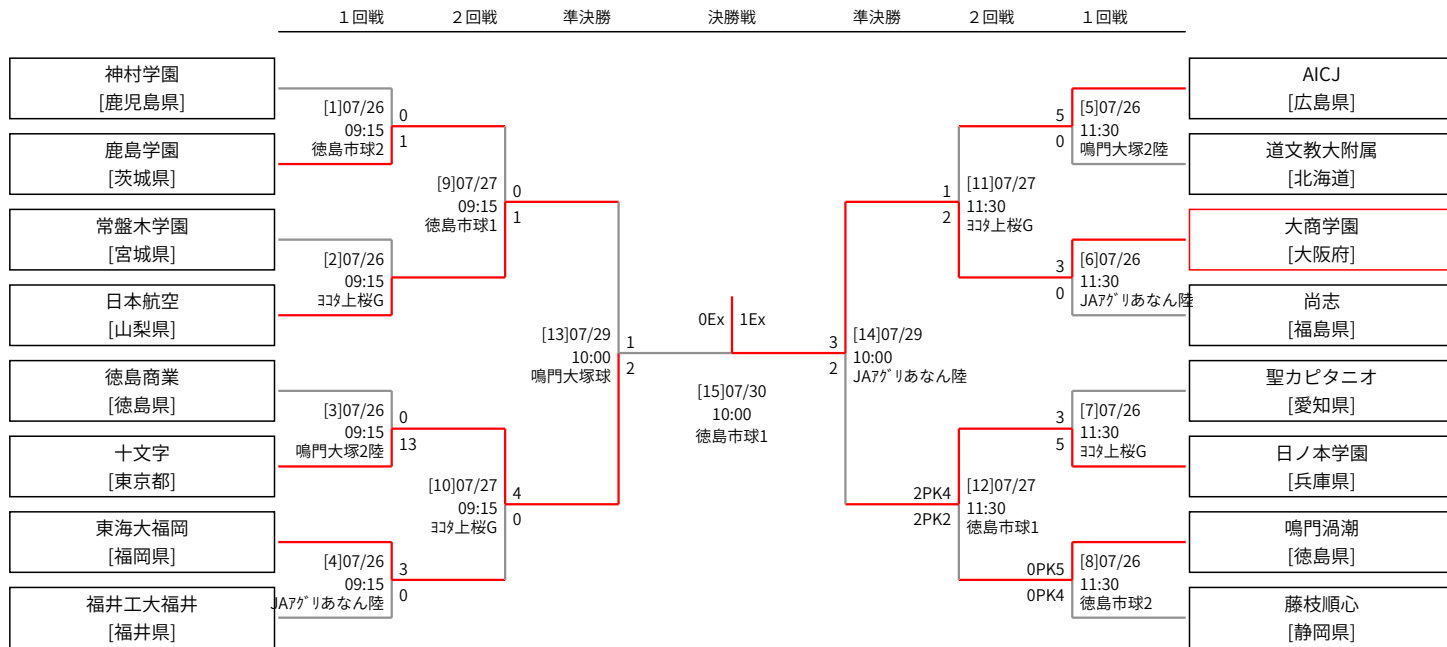 １回戦
２回戦
準決勝
決勝戦
準決勝
２回戦
１回戦
神村学園
[鹿児島県]
鹿島学園
[茨城県]
常盤木学園
[宮城県]
日本航空
[山梨県]
徳島商業
[徳島県]
十文字
[東京都]
東海大福岡
[福岡県]
福井工大福井
[福井県]
[1]07/26
09:15
徳島市球2
0
1
[2]07/26
09:15
ﾖｺﾀ上桜G
[3]07/26
09:15
鳴門大塚2陸
0
13
[4]07/26
09:15
JAｱｸﾞﾘあなん陸
3
0
[9]07/27
09:15
徳島市球1
0
1
[10]07/27
09:15
ﾖｺﾀ上桜G
4
0
[13]07/29
10:00
鳴門大塚球
1
2
0Ex
1Ex
[15]07/30
10:00
徳島市球1
3
2
[14]07/29
10:00
JAｱｸﾞﾘあなん陸
1
2
[11]07/27
11:30
ﾖｺﾀ上桜G
2PK4
2PK2
[12]07/27
11:30
徳島市球1
5
0
[5]07/26
11:30
鳴門大塚2陸
3
0
[6]07/26
11:30
JAｱｸﾞﾘあなん陸
3
5
[7]07/26
11:30
ﾖｺﾀ上桜G
0PK5
0PK4
[8]07/26
11:30
徳島市球2
AICJ
[広島県]
道文教大附属
[北海道]
大商学園
[大阪府]
尚志
[福島県]
聖カピタニオ
[愛知県]
日ノ本学園
[兵庫県]
鳴門渦潮
[徳島県]
藤枝順心
[静岡県]